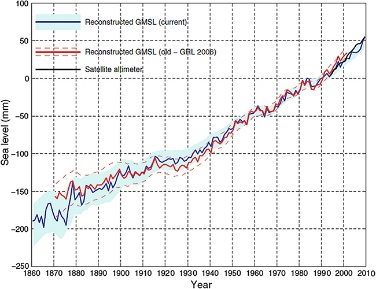 100
50
0
−50
−100
−150
−200
−250
Sea level (mm)
Reconstructed GMSL (current)
Reconstructed GMSL (old − GRL 2006)
Satellite altimeter
1860 1870 1880 1890 1900 1910 1920 1930 1940 1950 1960 1970 1980 1990 2000 2010
Year